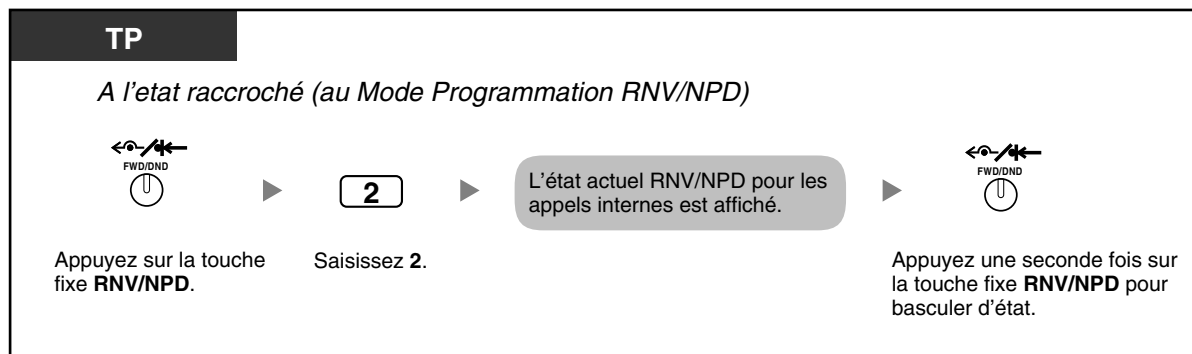 TP
A l'etat raccroché (au Mode Programmation RNV/NPD)
FWD/DND
2
L'état actuel RNV/NPD pour les
appels internes est affiché.
FWD/DND
Appuyez sur la touche
fixe RNV/NPD.
Saisissez 2.
Appuyez une seconde fois sur
la touche fixe RNV/NPD pour
basculer d'état.